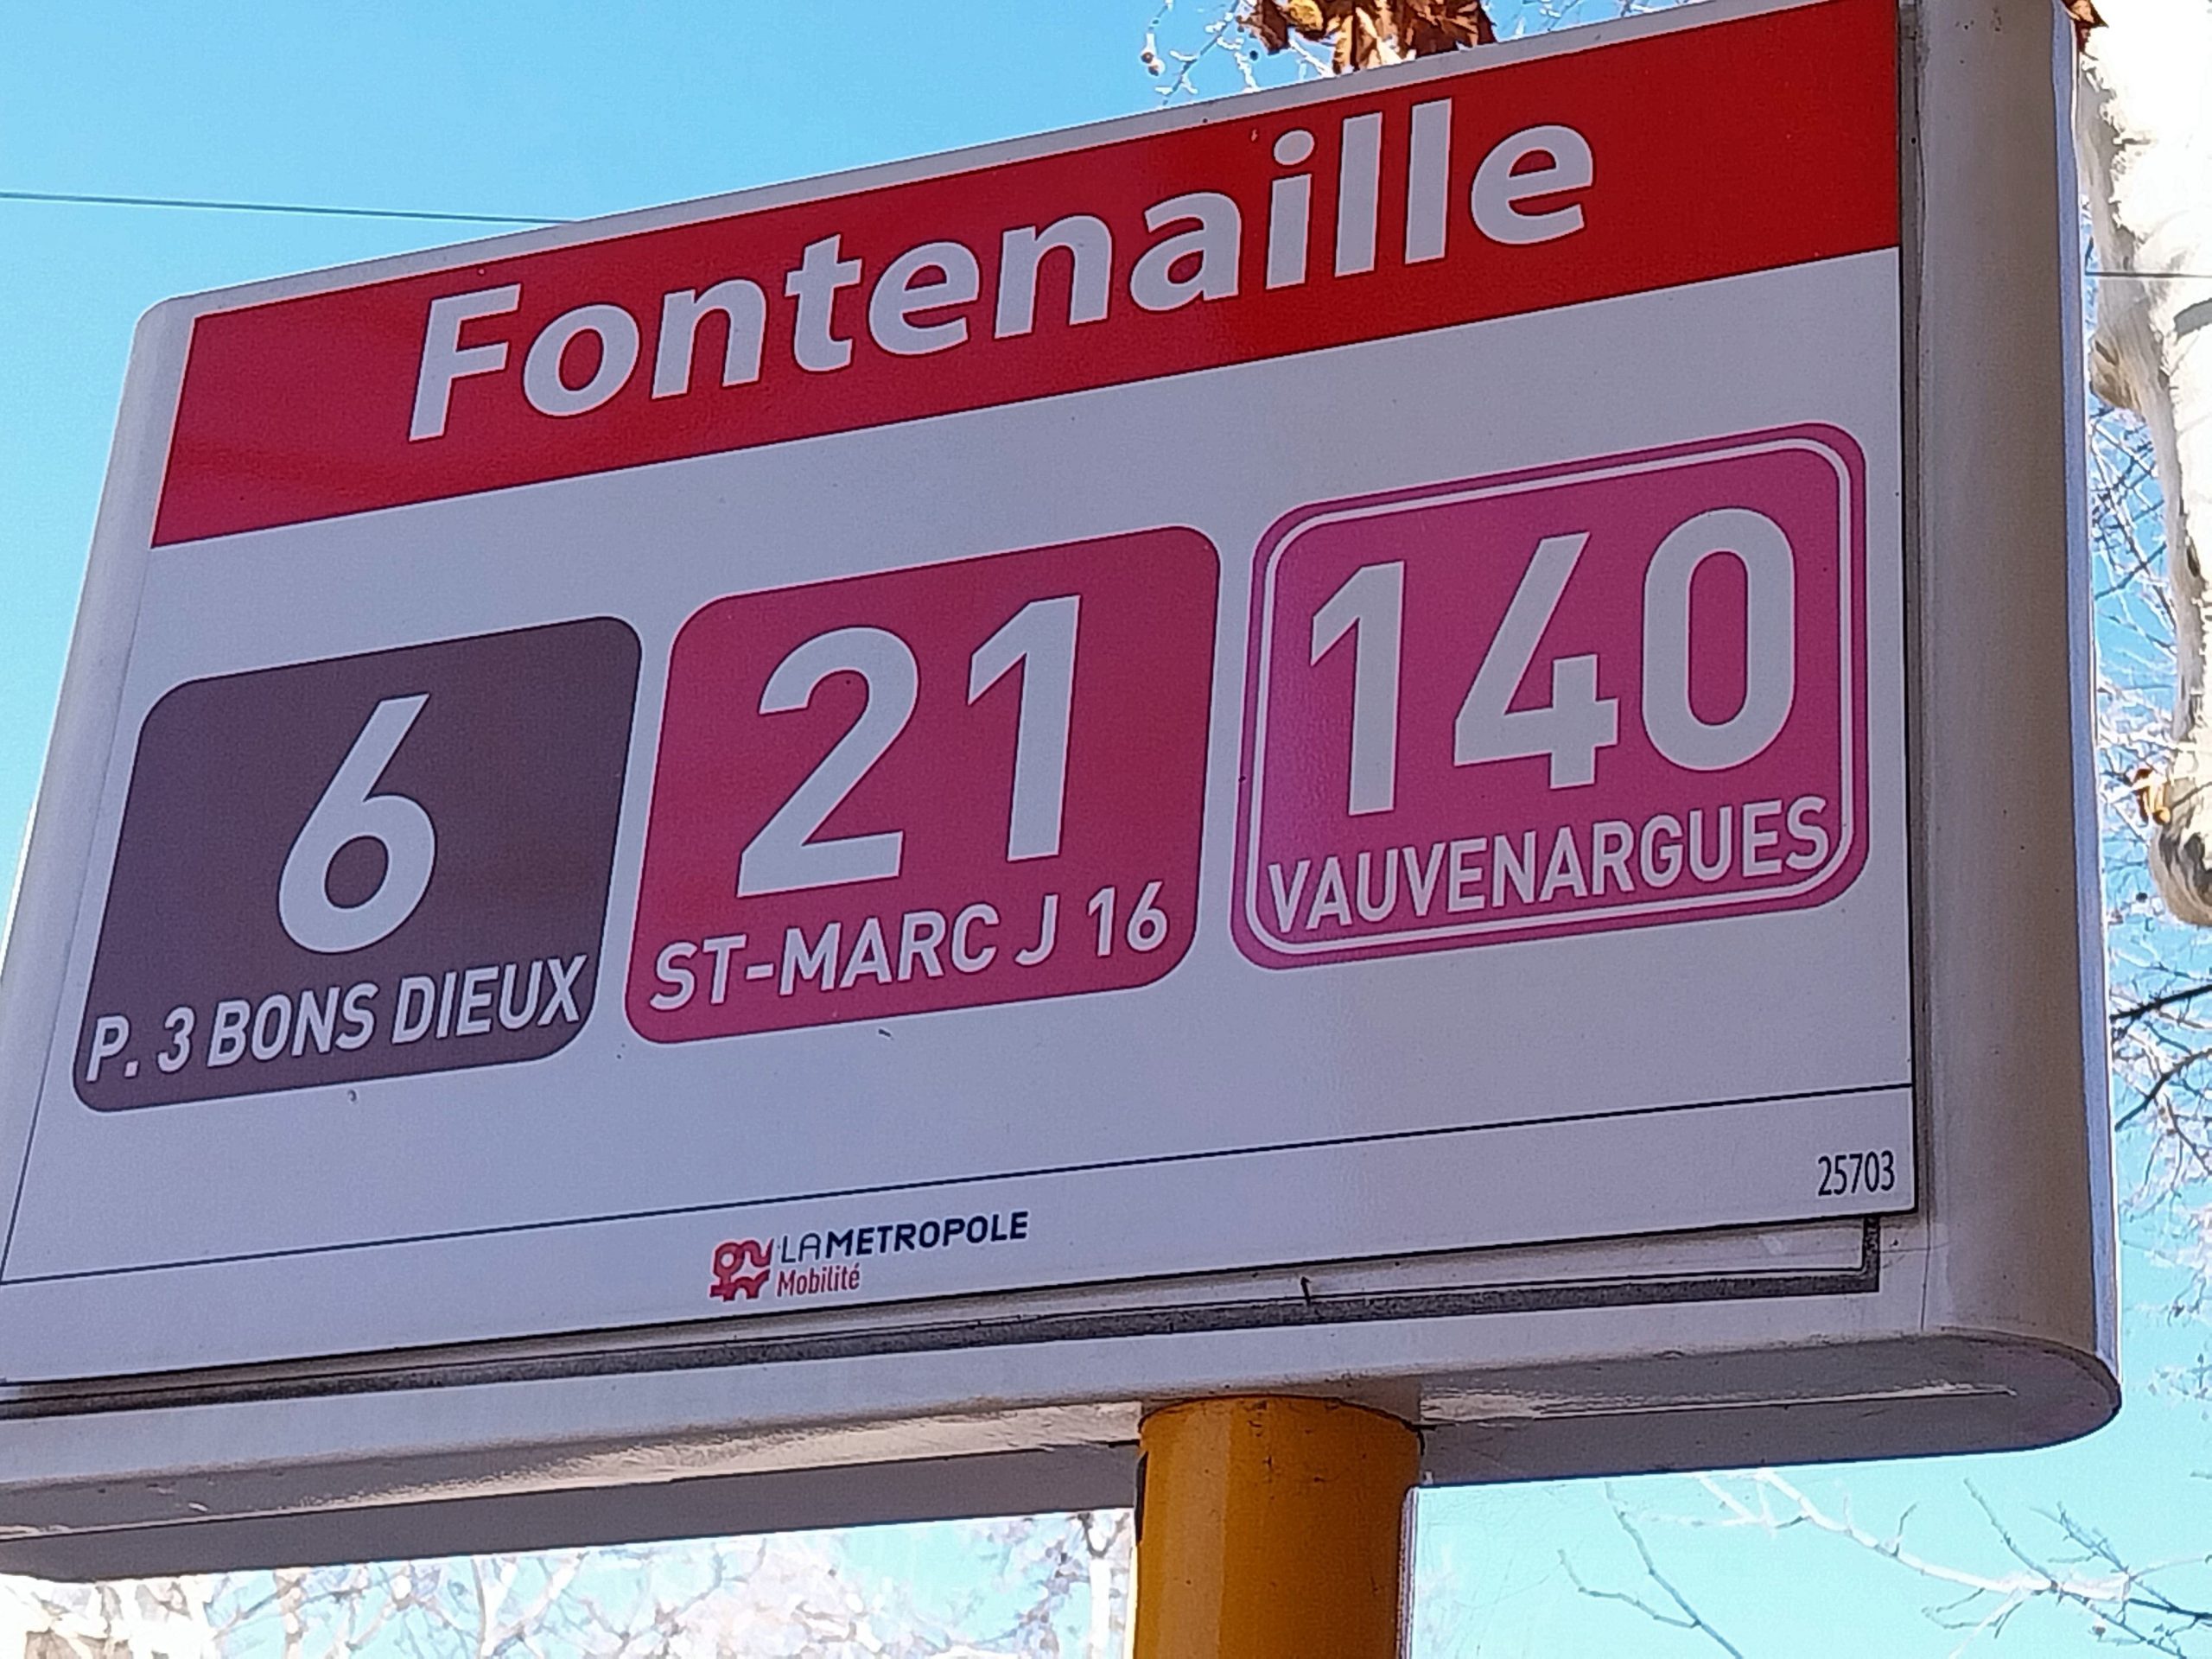 Fontenaille
6
P. 3 BONS DIEUX
21
ST-MARC J 16
140
VAUVENARGUES
25703
LAMETROPOLE
Mobilité